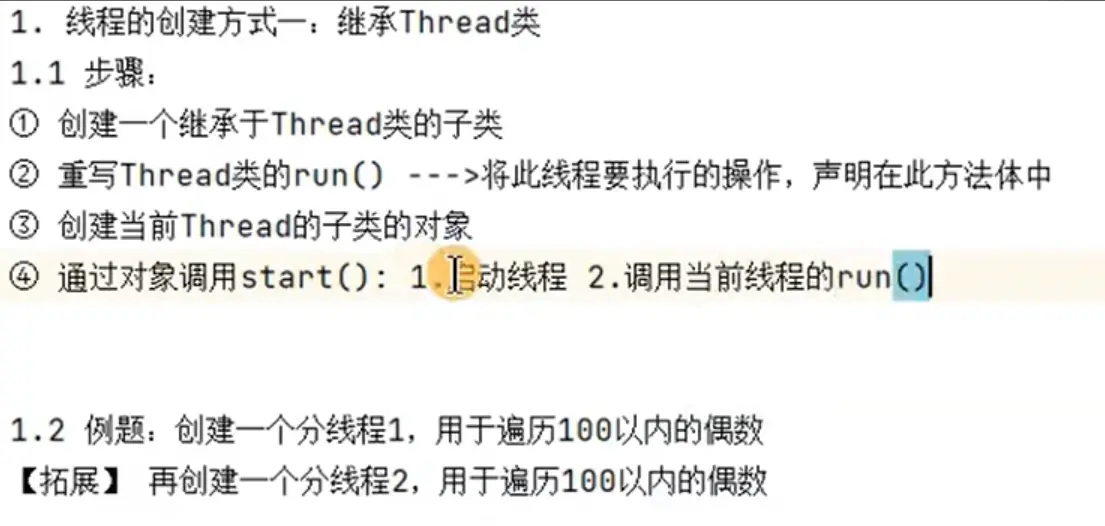 1. 线程的创建方式一：继承Thread类
1.1 步骤：
① 创建一个继承于Thread类的子类
② 重写Thread类的run() --->将此线程要执行的操作，声明在此方法体中
③ 创建当前Thread的子类的对象
④ 通过对象调用start(): 1.启动线程 2.调用当前线程的run()
1.2 例题：创建一个分线程1，用于遍历100以内的偶数
【拓展】 再创建一个分线程2，用于遍历100以内的偶数